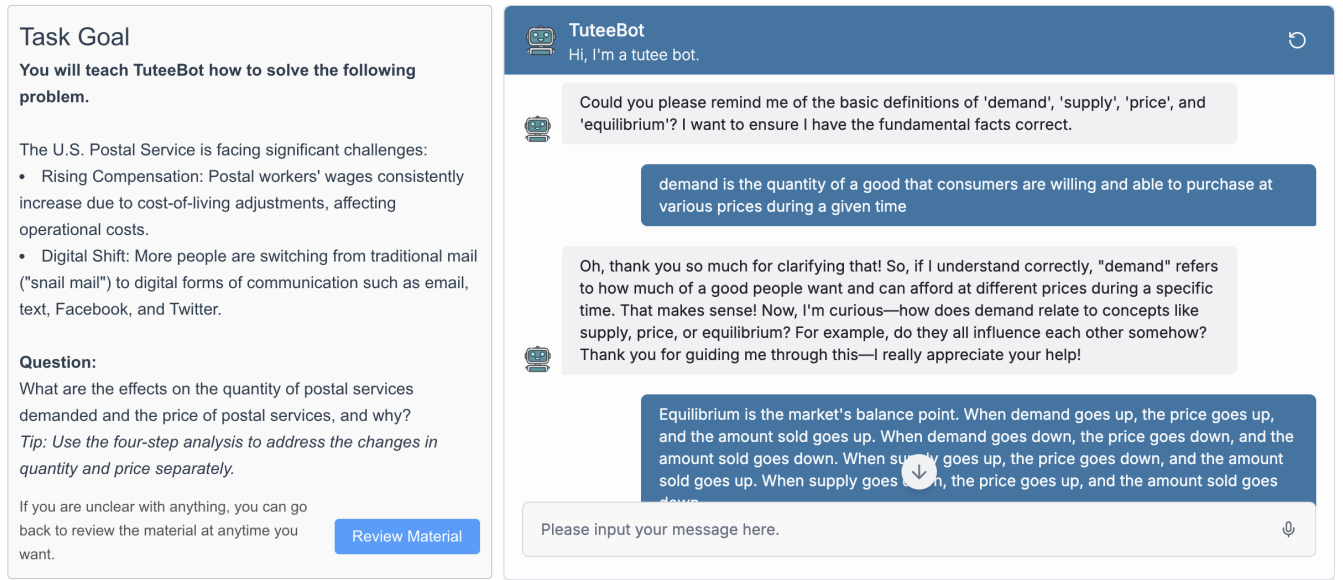 Task Goal
You will teach TuteeBot how to solve the following
problem.
The U.S. Postal Service is facing significant challenges:
• Rising Compensation: Postal workers' wages consistently
increase due to cost-of-living adjustments, affecting
operational costs.
• Digital Shift: More people are switching from traditional mail
("snail mail") to digital forms of communication such as email,
text, Facebook, and Twitter.
Question:
What are the effects on the quantity of postal services
demanded and the price of postal services, and why?
Tip: Use the four-step analysis to address the changes in
quantity and price separately.
If you are unclear with anything, you can go
back to review the material at anytime you
want.
Review Material
TuteeBot
Hi, I'm a tutee bot.
Could you please remind me of the basic definitions of 'demand', 'supply', 'price', and
'equilibrium'? I want to ensure I have the fundamental facts correct.
demand is the quantity of a good that consumers are willing and able to purchase at
various prices during a given time
Oh, thank you so much for clarifying that! So, if I understand correctly, "demand" refers
to how much of a good people want and can afford at different prices during a specific
time. That makes sense! Now, I'm curious—how does demand relate to concepts like
supply, price, or equilibrium? For example, do they all influence each other somehow?
Thank you for guiding me through this—I really appreciate your help!
Equilibrium is the market's balance point. When demand goes up, the price goes up,
and the amount sold goes up. When demand goes down, the price goes down, and the
amount sold goes down. When supply goes up, the price goes down, and the amount
sold goes up. When supply goes down, the price goes up, and the amount sold goes
Please input your message here.